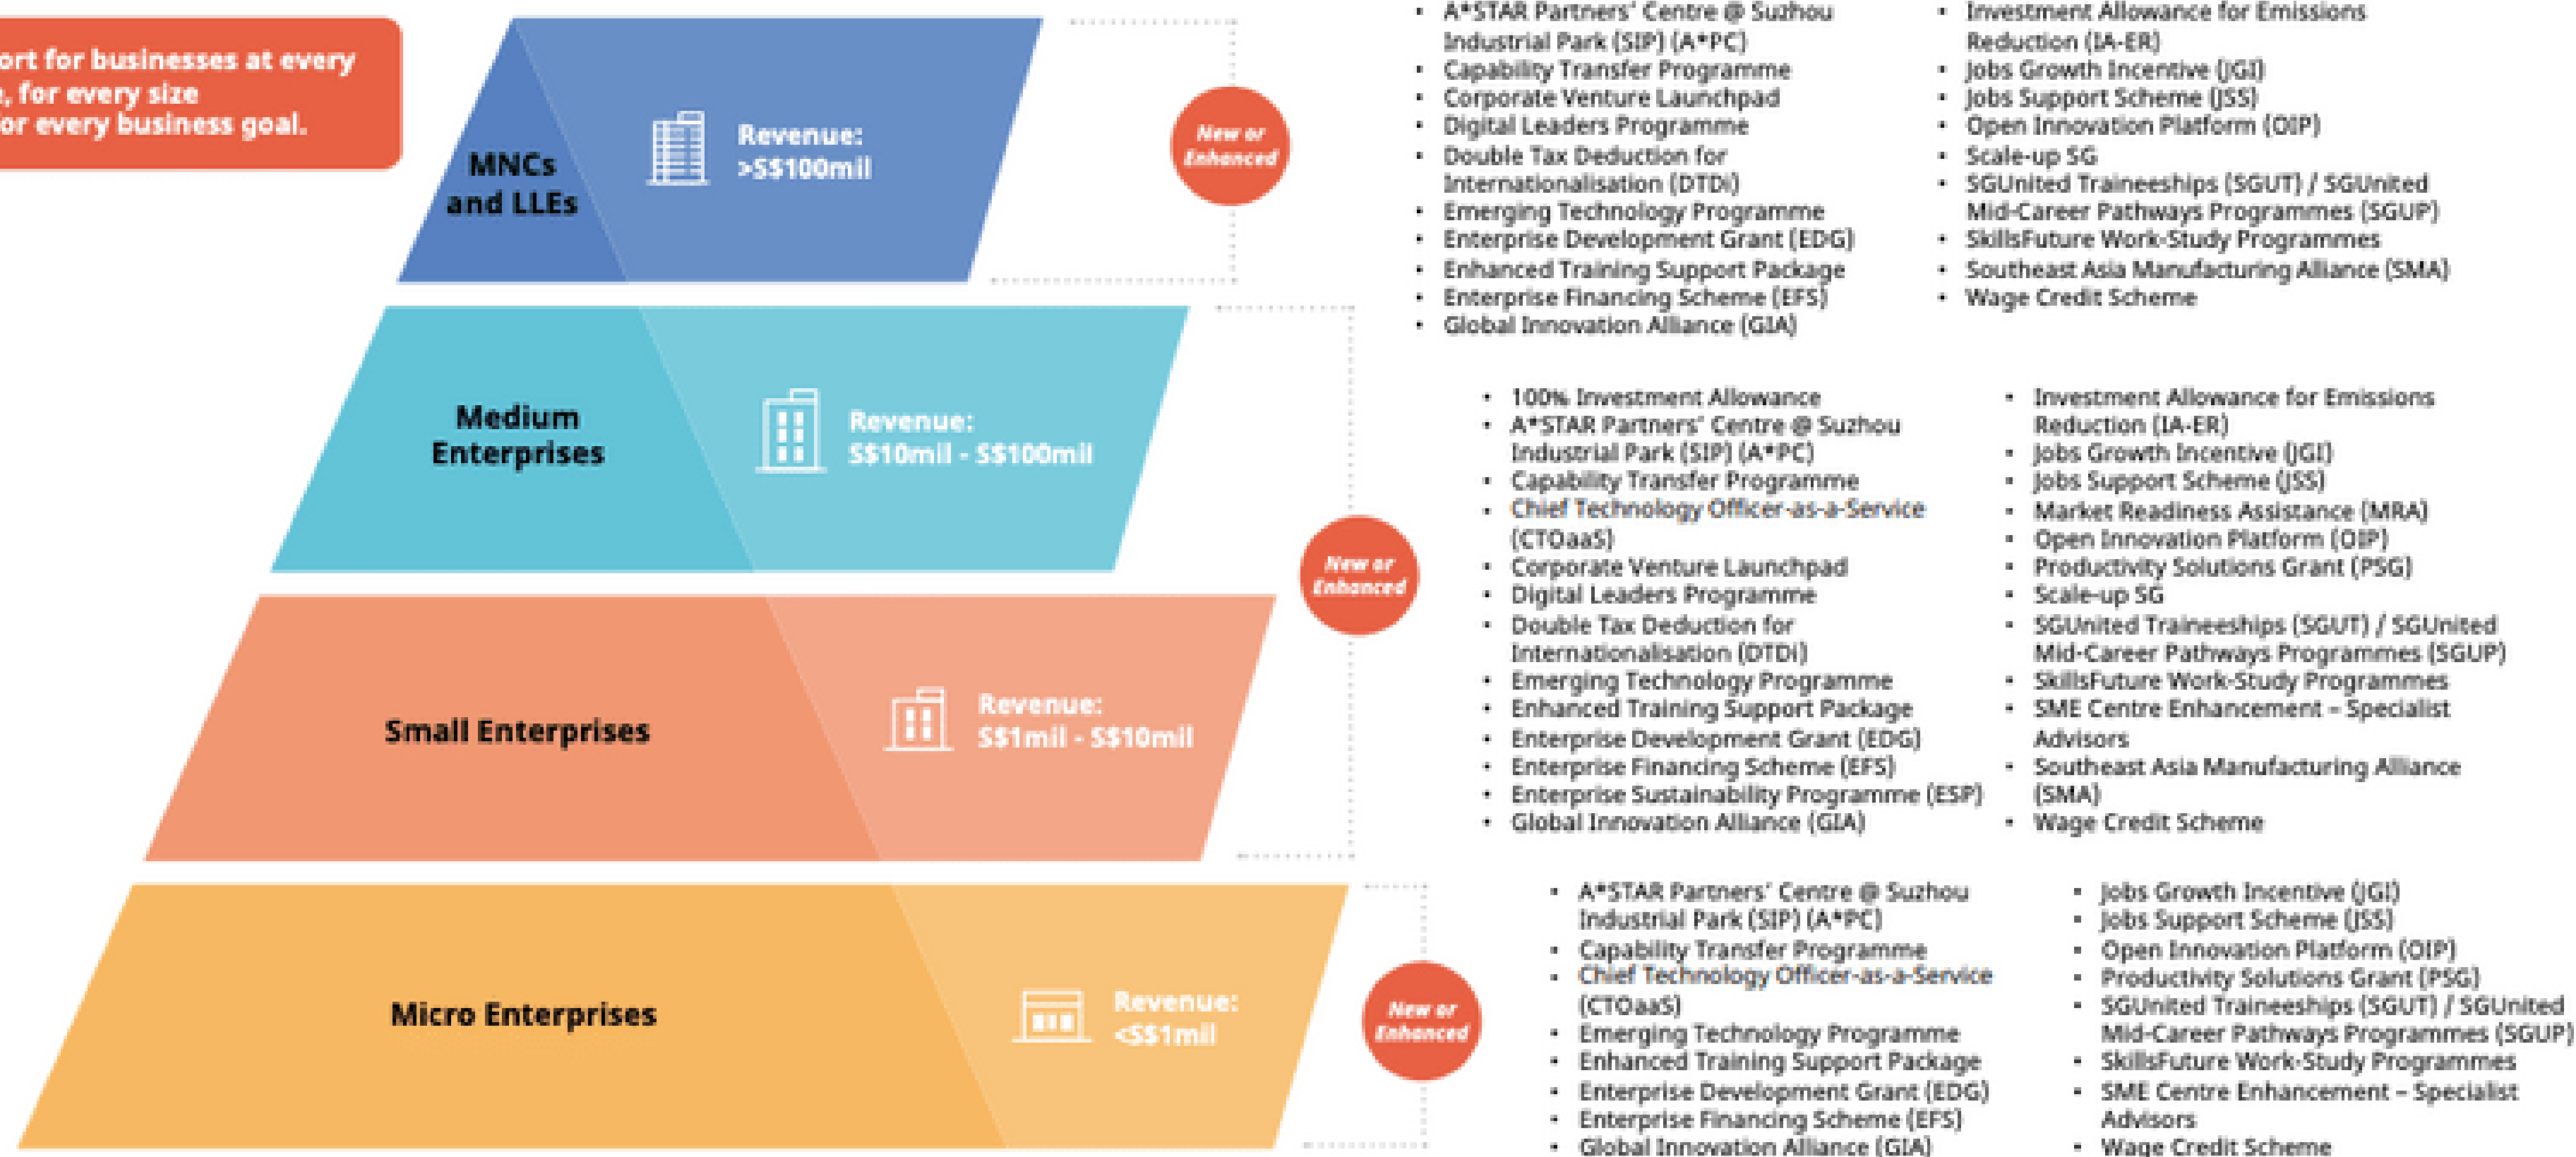 ort for businesses at every
, for every size
or every business goal.
MNCs
and LLEs
Revenue:
>S$100mil
New or
Enhanced
Medium
Enterprises
Revenue:
S$10mil - S$100mil
Small Enterprises
Revenue:
S$1mil - S$10mil
New or
Enhanced
Micro Enterprises
Revenue:
<S$1mil
New or
Enhanced
• A*STAR Partners' Centre @ Suzhou
Industrial Park (SIP) (A*PC)
• Capability Transfer Programme
• Corporate Venture Launchpad
• Digital Leaders Programme
• Double Tax Deduction for
Internationalisation (DTDi)
• Emerging Technology Programme
• Enterprise Development Grant (EDG)
• Enhanced Training Support Package
• Enterprise Financing Scheme (EFS)
• Global Innovation Alliance (GIA)
• Investment Allowance for Emissions
Reduction (IA-ER)
• Jobs Growth Incentive (JGI)
• Jobs Support Scheme (JSS)
• Open Innovation Platform (OIP)
• Scale-up SG
• SGUnited Traineeships (SGUT) / SGUnited
Mid-Career Pathways Programmes (SGUP)
• SkillsFuture Work-Study Programmes
• Southeast Asia Manufacturing Alliance (SMA)
• Wage Credit Scheme
• 100% Investment Allowance
• A*STAR Partners' Centre @ Suzhou
Industrial Park (SIP) (A*PC)
• Capability Transfer Programme
• Chief Technology Officer-as-a-Service
(CTOaaS)
• Corporate Venture Launchpad
• Digital Leaders Programme
• Double Tax Deduction for
Internationalisation (DTDi)
• Emerging Technology Programme
• Enhanced Training Support Package
• Enterprise Development Grant (EDG)
• Enterprise Financing Scheme (EFS)
• Enterprise Sustainability Programme (ESP)
• Global Innovation Alliance (GIA)
• Investment Allowance for Emissions
Reduction (IA-ER)
• Jobs Growth Incentive (JGI)
• Jobs Support Scheme (JSS)
• Market Readiness Assistance (MRA)
• Open Innovation Platform (OIP)
• Productivity Solutions Grant (PSG)
• Scale-up SG
• SGUnited Traineeships (SGUT) / SGUnited
Mid-Career Pathways Programmes (SGUP)
• SkillsFuture Work-Study Programmes
• SME Centre Enhancement – Specialist
Advisors
• Southeast Asia Manufacturing Alliance
(SMA)
• Wage Credit Scheme
• A*STAR Partners' Centre @ Suzhou
Industrial Park (SIP) (A*PC)
• Capability Transfer Programme
• Chief Technology Officer-as-a-Service
(CTOaaS)
• Emerging Technology Programme
• Enhanced Training Support Package
• Enterprise Development Grant (EDG)
• Enterprise Financing Scheme (EFS)
• Global Innovation Alliance (GIA)
• Jobs Growth Incentive (JGI)
• Jobs Support Scheme (JSS)
• Open Innovation Platform (OIP)
• Productivity Solutions Grant (PSG)
• SGUnited Traineeships (SGUT) / SGUnited
Mid-Career Pathways Programmes (SGUP)
• SkillsFuture Work-Study Programmes
• SME Centre Enhancement – Specialist
Advisors
• Wage Credit Scheme